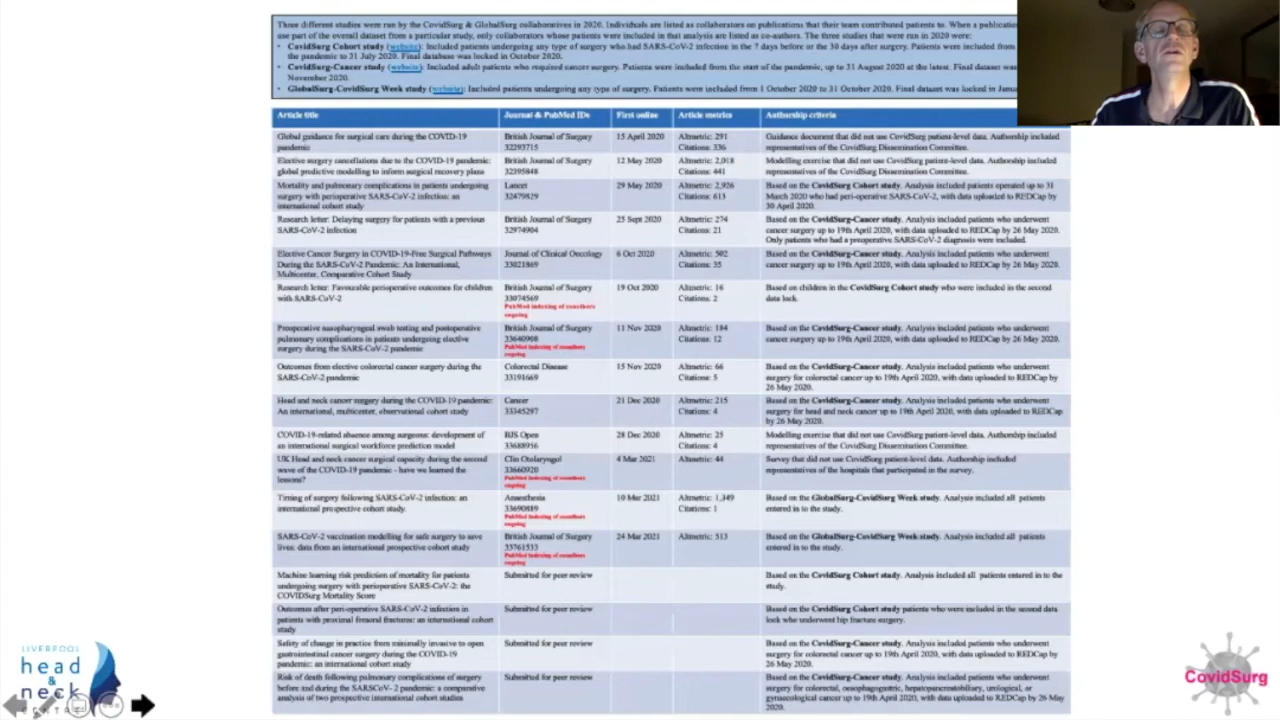 Three different studies were run by the CovidSurg & GlobalSurg collaboratives in 2020. Individuals are listed as collaborators on publications that their team contributed patients to. When a publication
use part of the overall dataset from a particular study, only collaborators whose patients were included in that analysis are listed as co-authors. The three studies that were run in 2020 were:
• CovidSurg Cohort study (website): Included patients undergoing any type of surgery who had SARS-CoV-2 infection in the 7 days before or the 30 days after surgery. Patients were included from
the pandemic to 31 July 2020. Final database was locked in October 2020.
• CovidSurg-Cancer study (website): Included adult patients who required cancer surgery. Patients were included from the start of the pandemic, up to 31 August 2020 at the latest. Final dataset was
November 2020.
• GlobalSurg-CovidSurg Week study (website): Included patients undergoing any type of surgery. Patients were included from 1 October 2020 to 31 October 2020. Final dataset was locked in
Article title Journal & PubMed IDs First online Article metrics Authorship criteria
Global guidance for surgical care during the COVID-19 British Journal of Surgery 15 April 2020 Altmetric: 291 Guidance document that did not use CovidSurg patient-level data. Authorship included
pandemic 32293715 Citations: 336 representatives of the CovidSurg Dissemination Committee.
Elective surgery cancellations due to the COVID-19 pandemic: British Journal of Surgery 12 May 2020 Altmetric: 2,018 Modelling exercise that did not use CovidSurg patient-level data. Authorship included
global predictive modelling to inform surgical recovery plans 32395848 Citations: 441 representatives of the CovidSurg Dissemination Committee.
Mortality and pulmonary complications in patients undergoing Lancet 29 May 2020 Altmetric: 2,926 Based on the CovidSurg Cohort study. Analysis included patients operated up to 31
surgery with perioperative SARS-CoV-2 infection: an 32479829 Citations: 613 March 2020 who had peri-operative SARS-CoV-2, with data uploaded to REDCap by
international cohort study 30 April 2020.
Research letter: Delaying surgery for patients with a previous British Journal of Surgery 25 Sept 2020 Altmetric: 274 Based on the CovidSurg-Cancer study. Analysis included patients who underwent
SARS-CoV-2 infection 32974904 Citations: 21 cancer surgery up to 19th April 2020, with data uploaded to REDCap by 26 May 2020.
Only patients who had a preoperative SARS-CoV-2 diagnosis were included.
Elective Cancer Surgery in COVID-19-Free Surgical Pathways Journal of Clinical Oncology 6 Oct 2020 Altmetric: 502 Based on the CovidSurg-Cancer study. Analysis included patients who underwent
During the SARS-CoV-2 Pandemic: An International, 33021869 Citations: 35 cancer surgery up to 19th April 2020, with data uploaded to REDCap by 26 May 2020.
Multicenter, Comparative Cohort Study
Research letter: Favourable perioperative outcomes for children British Journal of Surgery 19 Oct 2020 Altmetric: 16 Based on children in the CovidSurg Cohort study who were included in the second
with SARS-CoV-2 33074569 Citations: 2 data lock.
PubMed indexing of coauthors
ongoing
Preoperative nasopharyngeal swab testing and postoperative British Journal of Surgery 11 Nov 2020 Altmetric: 184 Based on the CovidSurg-Cancer study. Analysis included patients who underwent
pulmonary complications in patients undergoing elective 33640908 Citations: 12 cancer surgery up to 19th April 2020, with data uploaded to REDCap by 26 May 2020.
surgery during the SARS-CoV-2 pandemic PubMed indexing of coauthors
ongoing
Outcomes from elective colorectal cancer surgery during the Colorectal Disease 15 Nov 2020 Altmetric: 66 Based on the CovidSurg-Cancer study. Analysis included patients who underwent
SARS-CoV-2 pandemic 33191669 Citations: 5 surgery for colorectal cancer up to 19th April 2020, with data uploaded to REDCap by
26 May 2020.
Head and neck cancer surgery during the COVID-19 pandemic: Cancer 21 Dec 2020 Altmetric: 215 Based on the CovidSurg-Cancer study. Analysis included patients who underwent
An international, multicenter, observational cohort study 33345297 Citations: 4 surgery for head and neck cancer up to 19th April 2020, with data uploaded to REDCap
by 26 May 2020.
COVID-19-related absence among surgeons: development of BJS Open 28 Dec 2020 Altmetric: 25 Modelling exercise that did not use CovidSurg patient-level data. Authorship included
an international surgical workforce prediction model 33688956 Citations: 4 representatives of the CovidSurg Dissemination Committee.
UK Head and neck cancer surgical capacity during the second Clin Otolaryngol 4 Mar 2021 Altmetric: 44 Survey that did not use CovidSurg patient-level data. Authorship included
wave of the COVID-19 pandemic - have we learned the 33660920 representatives of the hospitals that participated in the survey.
lessons? PubMed indexing of coauthors
ongoing
Timing of surgery following SARS-CoV-2 infection: an Anaesthesia 10 Mar 2021 Altmetric: 1,349 Based on the GlobalSurg-CovidSurg Week study. Analysis included all patients
international prospective cohort study. 33690889 Citations: 1 entered in to the study.
PubMed indexing of coauthors
ongoing
SARS-CoV-2 vaccination modelling for safe surgery to save British Journal of Surgery 24 Mar 2021 Altmetric: 513 Based on the GlobalSurg-CovidSurg Week study. Analysis included all patients
lives: data from an international prospective cohort study 33761533 entered in to the study.
PubMed indexing of coauthors
ongoing
Machine learning risk prediction of mortality for patients Submitted for peer review Based on the CovidSurg Cohort study. Analysis included all patients entered in to the
undergoing surgery with perioperative SARS-CoV-2: the study.
COVIDSurg Mortality Score
Outcomes after peri-operative SARS-CoV-2 infection in Submitted for peer review Based on the CovidSurg Cohort study patients who were included in the second data
patients with proximal femoral fractures: an international cohort lock who underwent hip fracture surgery.
study
Safety of change in practice from minimally invasive to open Submitted for peer review Based on the CovidSurg-Cancer study. Analysis included patients who underwent
gastrointestinal cancer surgery during the COVID-19 surgery for colorectal cancer up to 19th April 2020, with data uploaded to REDCap by
pandemic: an international cohort study 26 May 2020.
Risk of death following pulmonary complications of surgery Submitted for peer review Based on the CovidSurg-Cancer study. Analysis included patients who underwent
before and during the SARSCoV- 2 pandemic: a comparative surgery for colorectal, oesophagogastric, hepatopancreatobiliary, urological, or
analysis of two prospective international cohort studies gynaecological cancer up to 19th April 2020, with data uploaded to REDCap by 26 May
2020.
LIVERPOOL
head
&
neck
CENTRE
CovidSurg